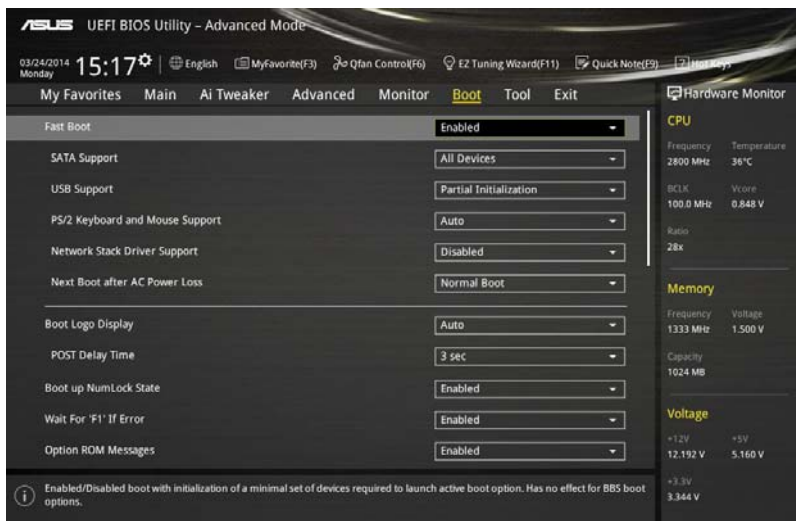 ASUS UEFI BIOS Utility – Advanced Mode
03/24/2014 Monday 15:17 English MyFavorite(F3) Qfan Control(F6) EZ Tuning Wizard(F11) Quick Note(F9) Hot Keys
My Favorites Main Ai Tweaker Advanced Monitor Boot Tool Exit
Fast Boot Enabled
SATA Support All Devices
USB Support Partial Initialization
PS/2 Keyboard and Mouse Support Auto
Network Stack Driver Support Disabled
Next Boot after AC Power Loss Normal Boot
Boot Logo Display Auto
POST Delay Time 3 sec
Boot up NumLock State Enabled
Wait For 'F1' If Error Enabled
Option ROM Messages Enabled
Enabled/Disabled boot with initialization of a minimal set of devices required to launch active boot option. Has no effect for BBS boot
options.
Hardware Monitor
CPU
Frequency Temperature
2800 MHz 36°C
BCLK Vcore
100.0 MHz 0.848 V
Ratio
28x
Memory
Frequency Voltage
1333 MHz 1.500 V
Capacity
1024 MB
Voltage
+12V +5V
12.192 V 5.160 V
+3.3V
3.344 V